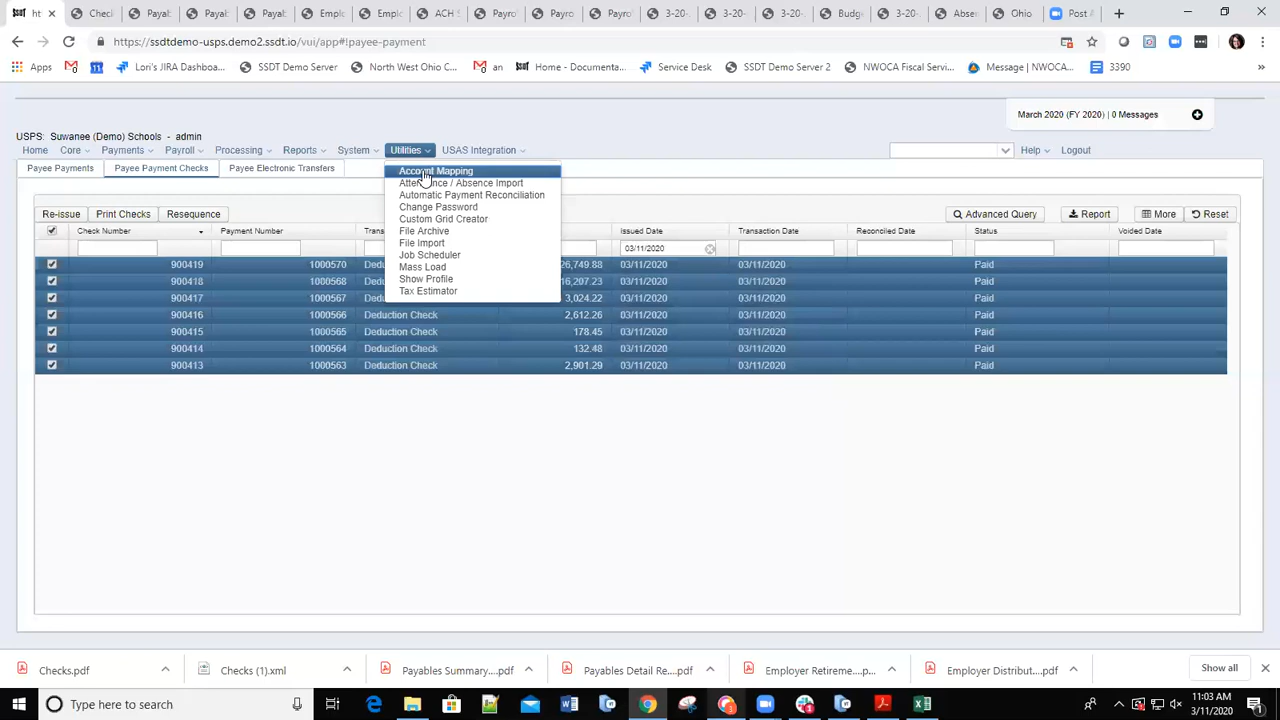 ht
Checki
Payab
Payab
Payab
Emplo
Emplo
ACH S
Payro
Payro
Payro
3-20-
3-20-
3-20-
Budg
3-20-
Abse
Ohio
Post A
https://ssdtdemo-usps.demo2.ssdt.io/vui/app#!payee-payment
Apps
Lori's JIRA Dashboa...
SSDT Demo Server
North West Ohio C...
an
Home - Documenta...
Service Desk
SSDT Demo Server 2
NWOCA Fiscal Servi...
Message | NWOCA...
3390
»
March 2020 (FY 2020) | 0 Messages
USPS: Suwanee (Demo) Schools - admin
Home Core Payments Payroll Processing Reports System Utilities USAS Integration Help Logout
Payee Payments Payee Payment Checks Payee Electronic Transfers
Account Mapping
Attendance / Absence Import
Automatic Payment Reconciliation
Change Password
Custom Grid Creator
File Archive
File Import
Job Scheduler
Mass Load
Show Profile
Tax Estimator
Re-issue Print Checks Resequence Advanced Query Report More Reset
Check Number Payment Number Issued Date Transaction Date Reconciled Date Status Voided Date
03/11/2020
900419 1000570 26,749.88 03/11/2020 03/11/2020 Paid
900418 1000568 16,207.23 03/11/2020 03/11/2020 Paid
900417 1000567 3,024.22 03/11/2020 03/11/2020 Paid
900416 1000566 Deduction Check 2,612.26 03/11/2020 03/11/2020 Paid
900415 1000565 Deduction Check 178.45 03/11/2020 03/11/2020 Paid
900414 1000564 Deduction Check 132.48 03/11/2020 03/11/2020 Paid
900413 1000563 Deduction Check 2,901.29 03/11/2020 03/11/2020 Paid
Checks.pdf
Checks (1).xml
Payables Summary....pdf
Payables Detail Re....pdf
Employer Retireme....pdf
Employer Distribut....pdf
Show all
Type here to search
11:03 AM
3/11/2020